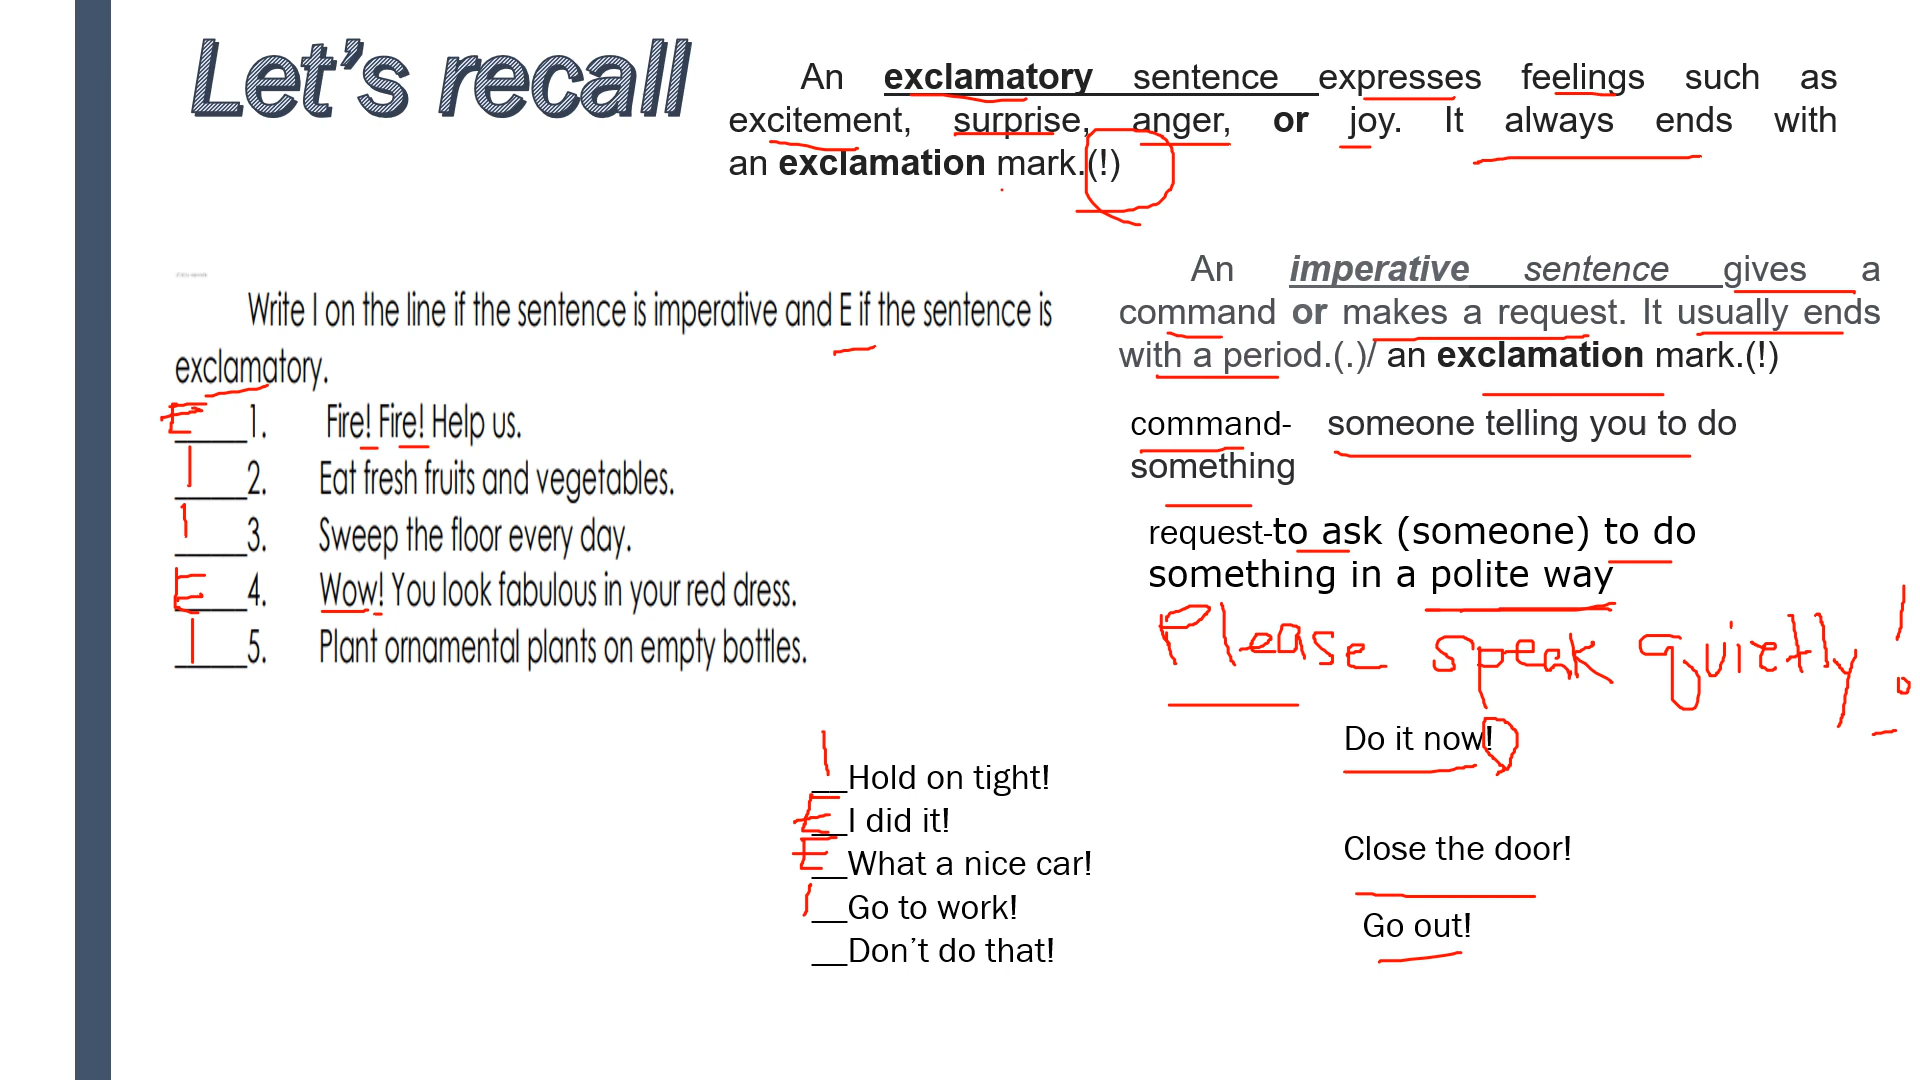 Let's recall
An exclamatory sentence expresses feelings such as
excitement, surprise, anger, or joy. It always ends with
an exclamation mark.(!)
An imperative sentence gives a
command or makes a request. It usually ends
with a period.(.)/ an exclamation mark.(!)
command- someone telling you to do
something
request-to ask (someone) to do
something in a polite way
Please speak quietly!
Do it now!
Close the door!
Go out!
Write I on the line if the sentence is imperative and E if the sentence is
exclamatory.
E 1. Fire! Fire! Help us.
I 2. Eat fresh fruits and vegetables.
I 3. Sweep the floor every day.
E 4. Wow! You look fabulous in your red dress.
I 5. Plant ornamental plants on empty bottles.
I __Hold on tight!
E __I did it!
E __What a nice car!
I __Go to work!
__Don't do that!